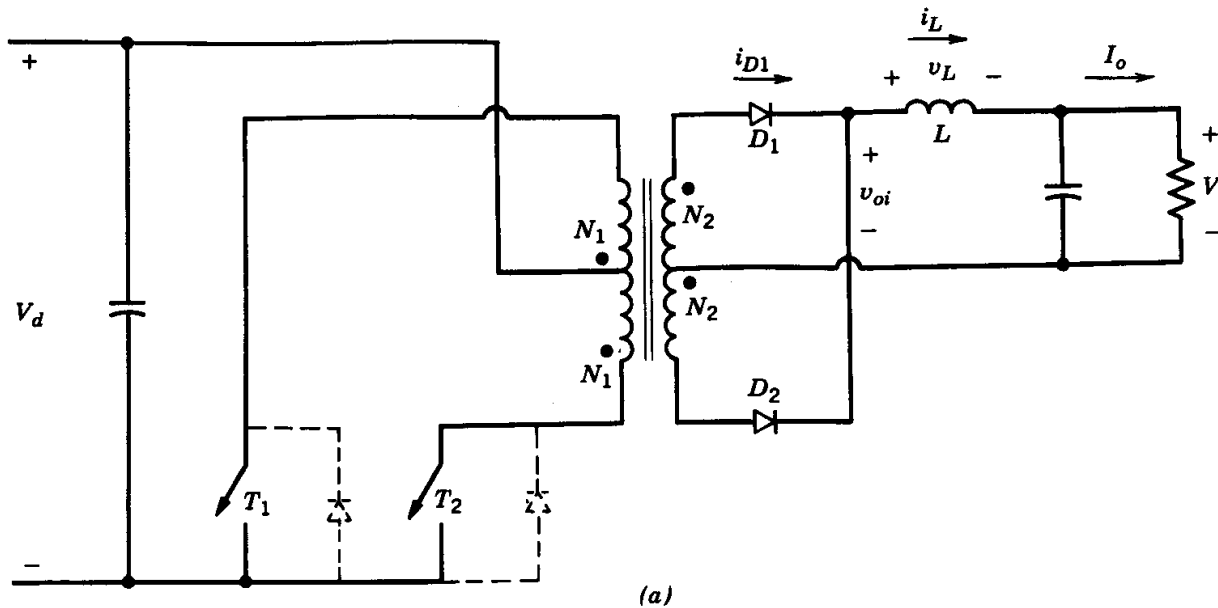 +
V_d
−
T_1
T_2
N_1
N_1
N_2
N_2
i_{D1}
D_1
D_2
+
v_{oi}
−
i_L
+ v_L −
L
I_o
+
V
−
(a)